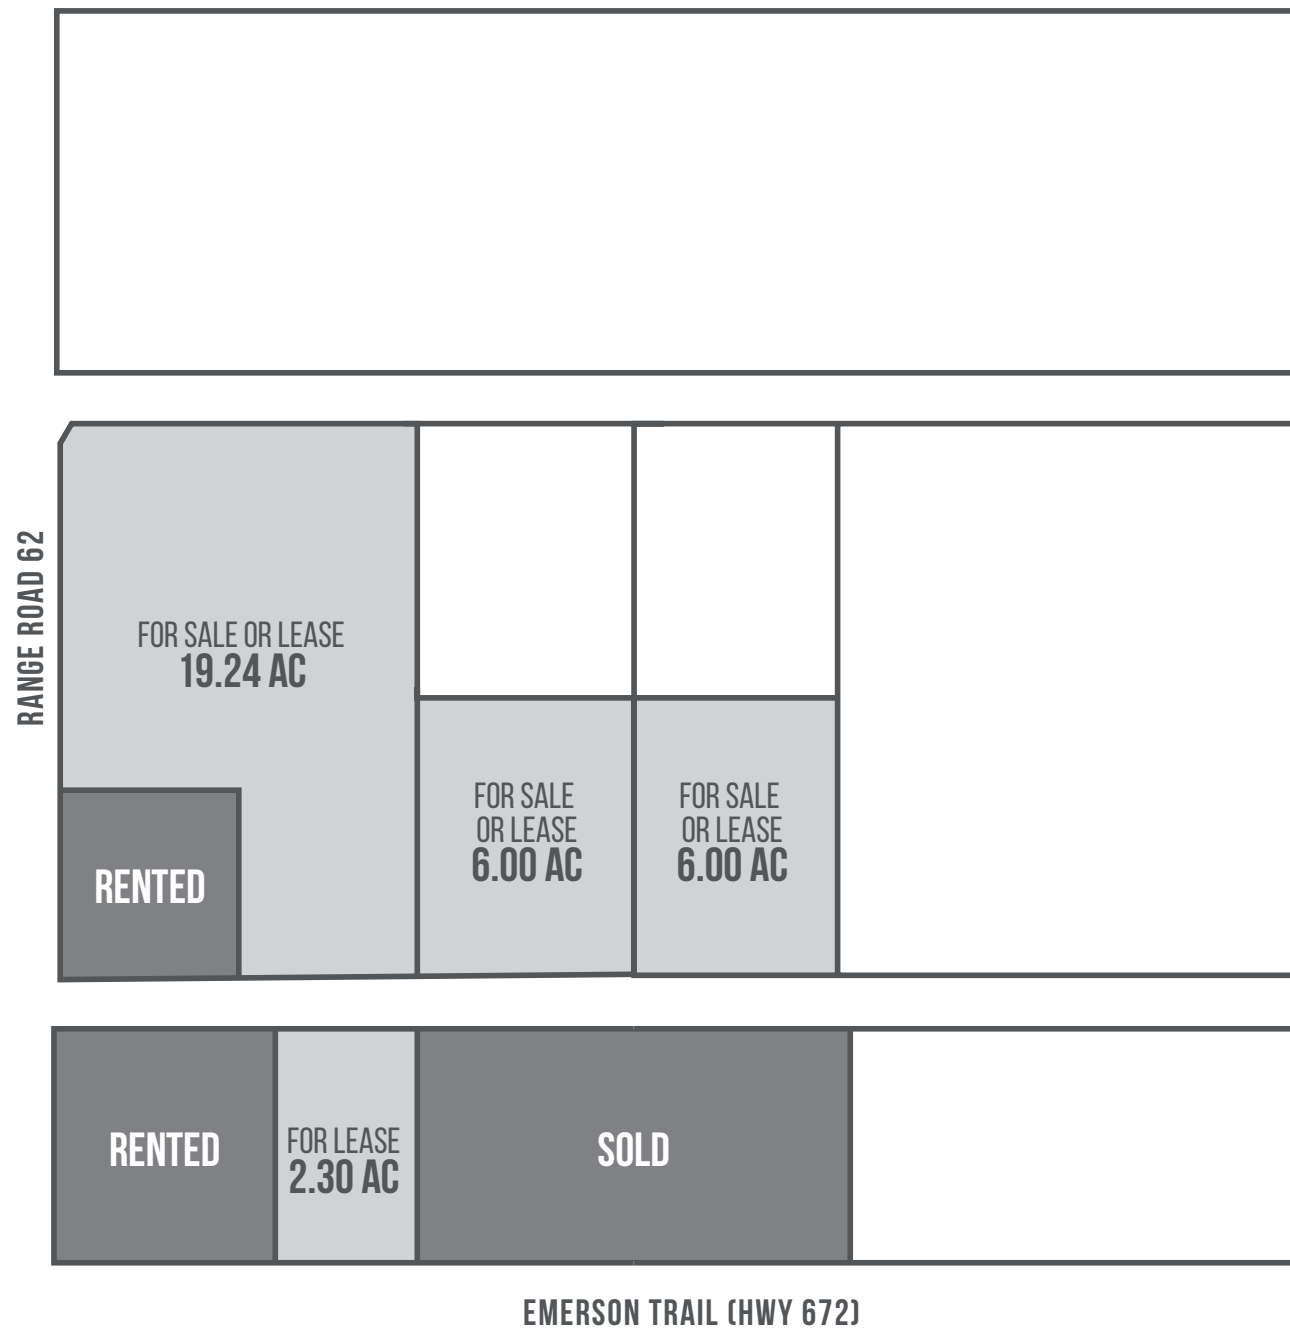 RANGE ROAD 62
FOR SALE OR LEASE
19.24 AC
FOR SALE
OR LEASE
6.00 AC
FOR SALE
OR LEASE
6.00 AC
RENTED
RENTED
FOR LEASE
2.30 AC
SOLD
EMERSON TRAIL (HWY 672)